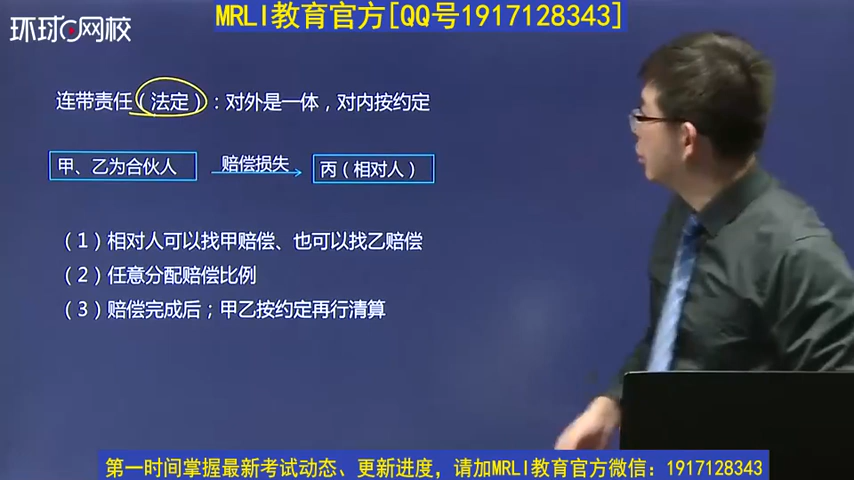 MRLI教育官方[QQ号1917128343]
环球网校
连带责任（法定）：对外是一体，对内按约定
甲、乙为合伙人
赔偿损失
丙（相对人）
（1）相对人可以找甲赔偿、也可以找乙赔偿
（2）任意分配赔偿比例
（3）赔偿完成后；甲乙按约定再行清算
第一时间掌握最新考试动态、更新进度，请加MRLI教育官方微信：1917128343